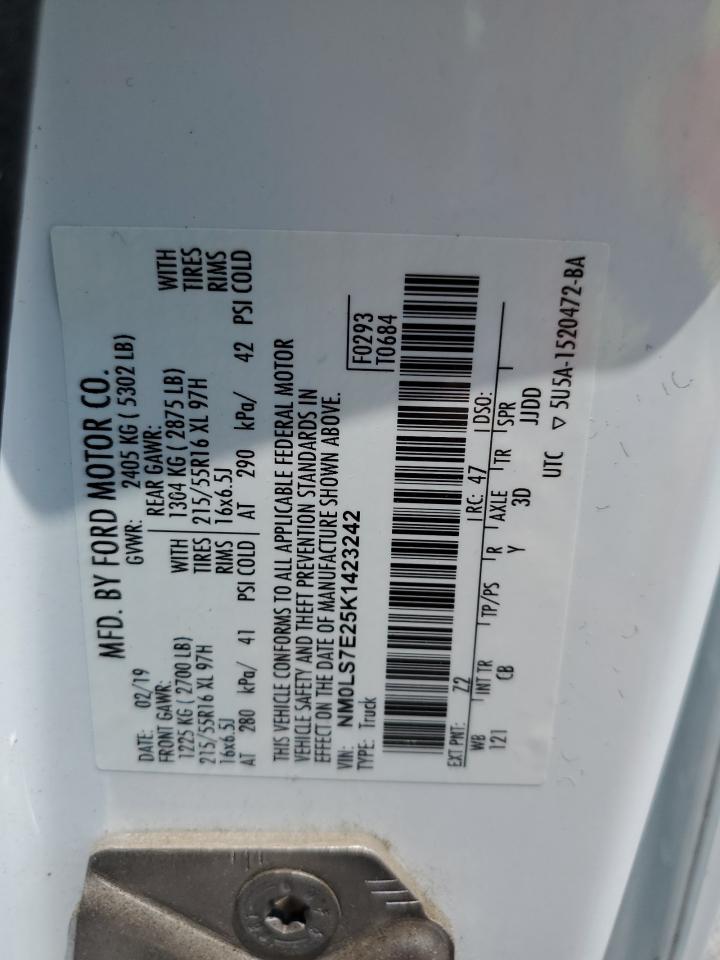 MFD. BY FORD MOTOR CO.
DATE: 02/19 GVWR: 2405 KG ( 5302 LB)
FRONT GAWR: REAR GAWR:
1225 KG ( 2700 LB) WITH 1304 KG ( 2875 LB) WITH
215/55R16 XL 97H TIRES 215/55R16 XL 97H TIRES
16x6.5J RIMS 16x6.5J RIMS
AT 280 kPa/ 41 PSI COLD AT 290 kPa/ 42 PSI COLD
THIS VEHICLE CONFORMS TO ALL APPLICABLE FEDERAL MOTOR
VEHICLE SAFETY AND THEFT PREVENTION STANDARDS IN
EFFECT ON THE DATE OF MANUFACTURE SHOWN ABOVE.
VIN: NM0LS7E25K1423242 F0293
TYPE: Truck T0684
EXT PNT: Z2 RC: 47 DSO:
WB INT TR TP/PS R AXLE TR SPR
121 CB Y 3D JJDD
UTC ▽ 5U5A-1520472-BA